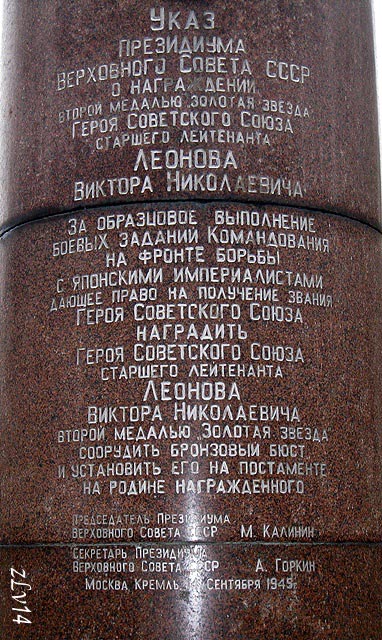 Указ
Президиума
Верховного Совета СССР
о награждении
второй медалью Золотая звезда
Героя Советского Союза
старшего лейтенанта
Леонова
Виктора Николаевича
За образцовое выполнение
боевых заданий Командования
на фронте борьбы
с японскими империалистами
дающее право на получение звания
Героя Советского Союза
наградить
Героя Советского Союза
старшего лейтенанта
Леонова
Виктора Николаевича
второй медалью „Золотая звезда"
соорудить бронзовый бюст
и установить его на постаменте
на родине награжденного
Председатель Президиума
Верховного Совета СССР М. Калинин
Секретарь Президиума
Верховного Совета СССР А. Горкин
Москва Кремль Сентября 1945г.
zfv14